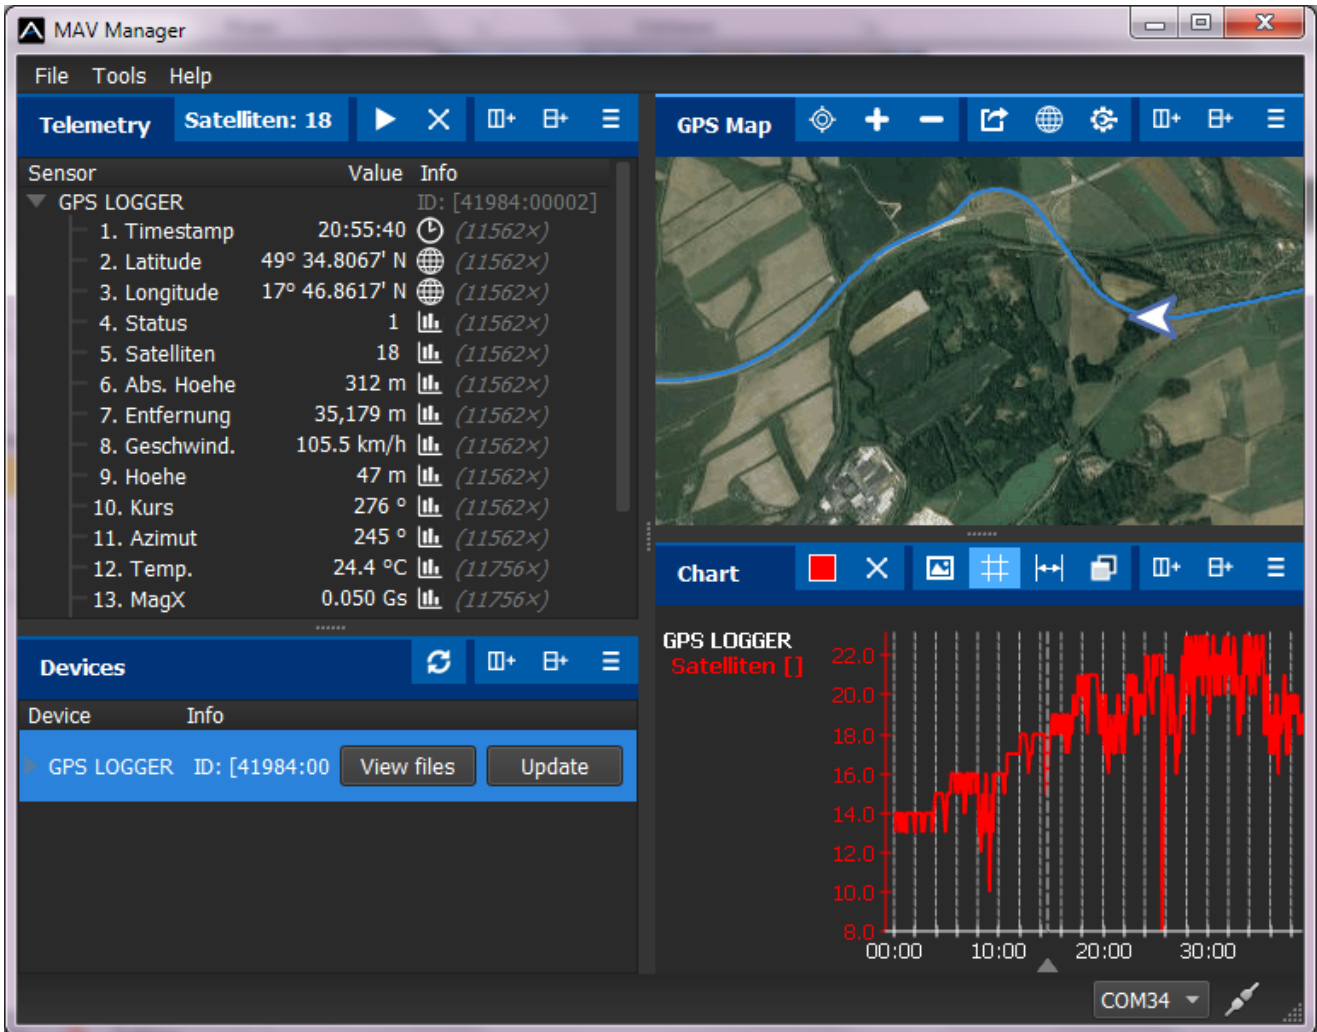 MAV Manager
File Tools Help
Telemetry Satelliten: 18
Sensor Value Info
GPS LOGGER ID: [41984:00002]
1. Timestamp 20:55:40 (11562×)
2. Latitude 49° 34.8067' N (11562×)
3. Longitude 17° 46.8617' N (11562×)
4. Status 1 (11562×)
5. Satelliten 18 (11562×)
6. Abs. Hoehe 312 m (11562×)
7. Entfernung 35,179 m (11562×)
8. Geschwind. 105.5 km/h (11562×)
9. Hoehe 47 m (11562×)
10. Kurs 276 ° (11562×)
11. Azimut 245 ° (11562×)
12. Temp. 24.4 °C (11756×)
13. MagX 0.050 Gs (11756×)
Devices
Device Info
GPS LOGGER ID: [41984:00 View files Update
GPS Map
Chart
GPS LOGGER
Satelliten []
22.0
20.0
18.0
16.0
14.0
12.0
10.0
8.0
00:00 10:00 20:00 30:00
COM34